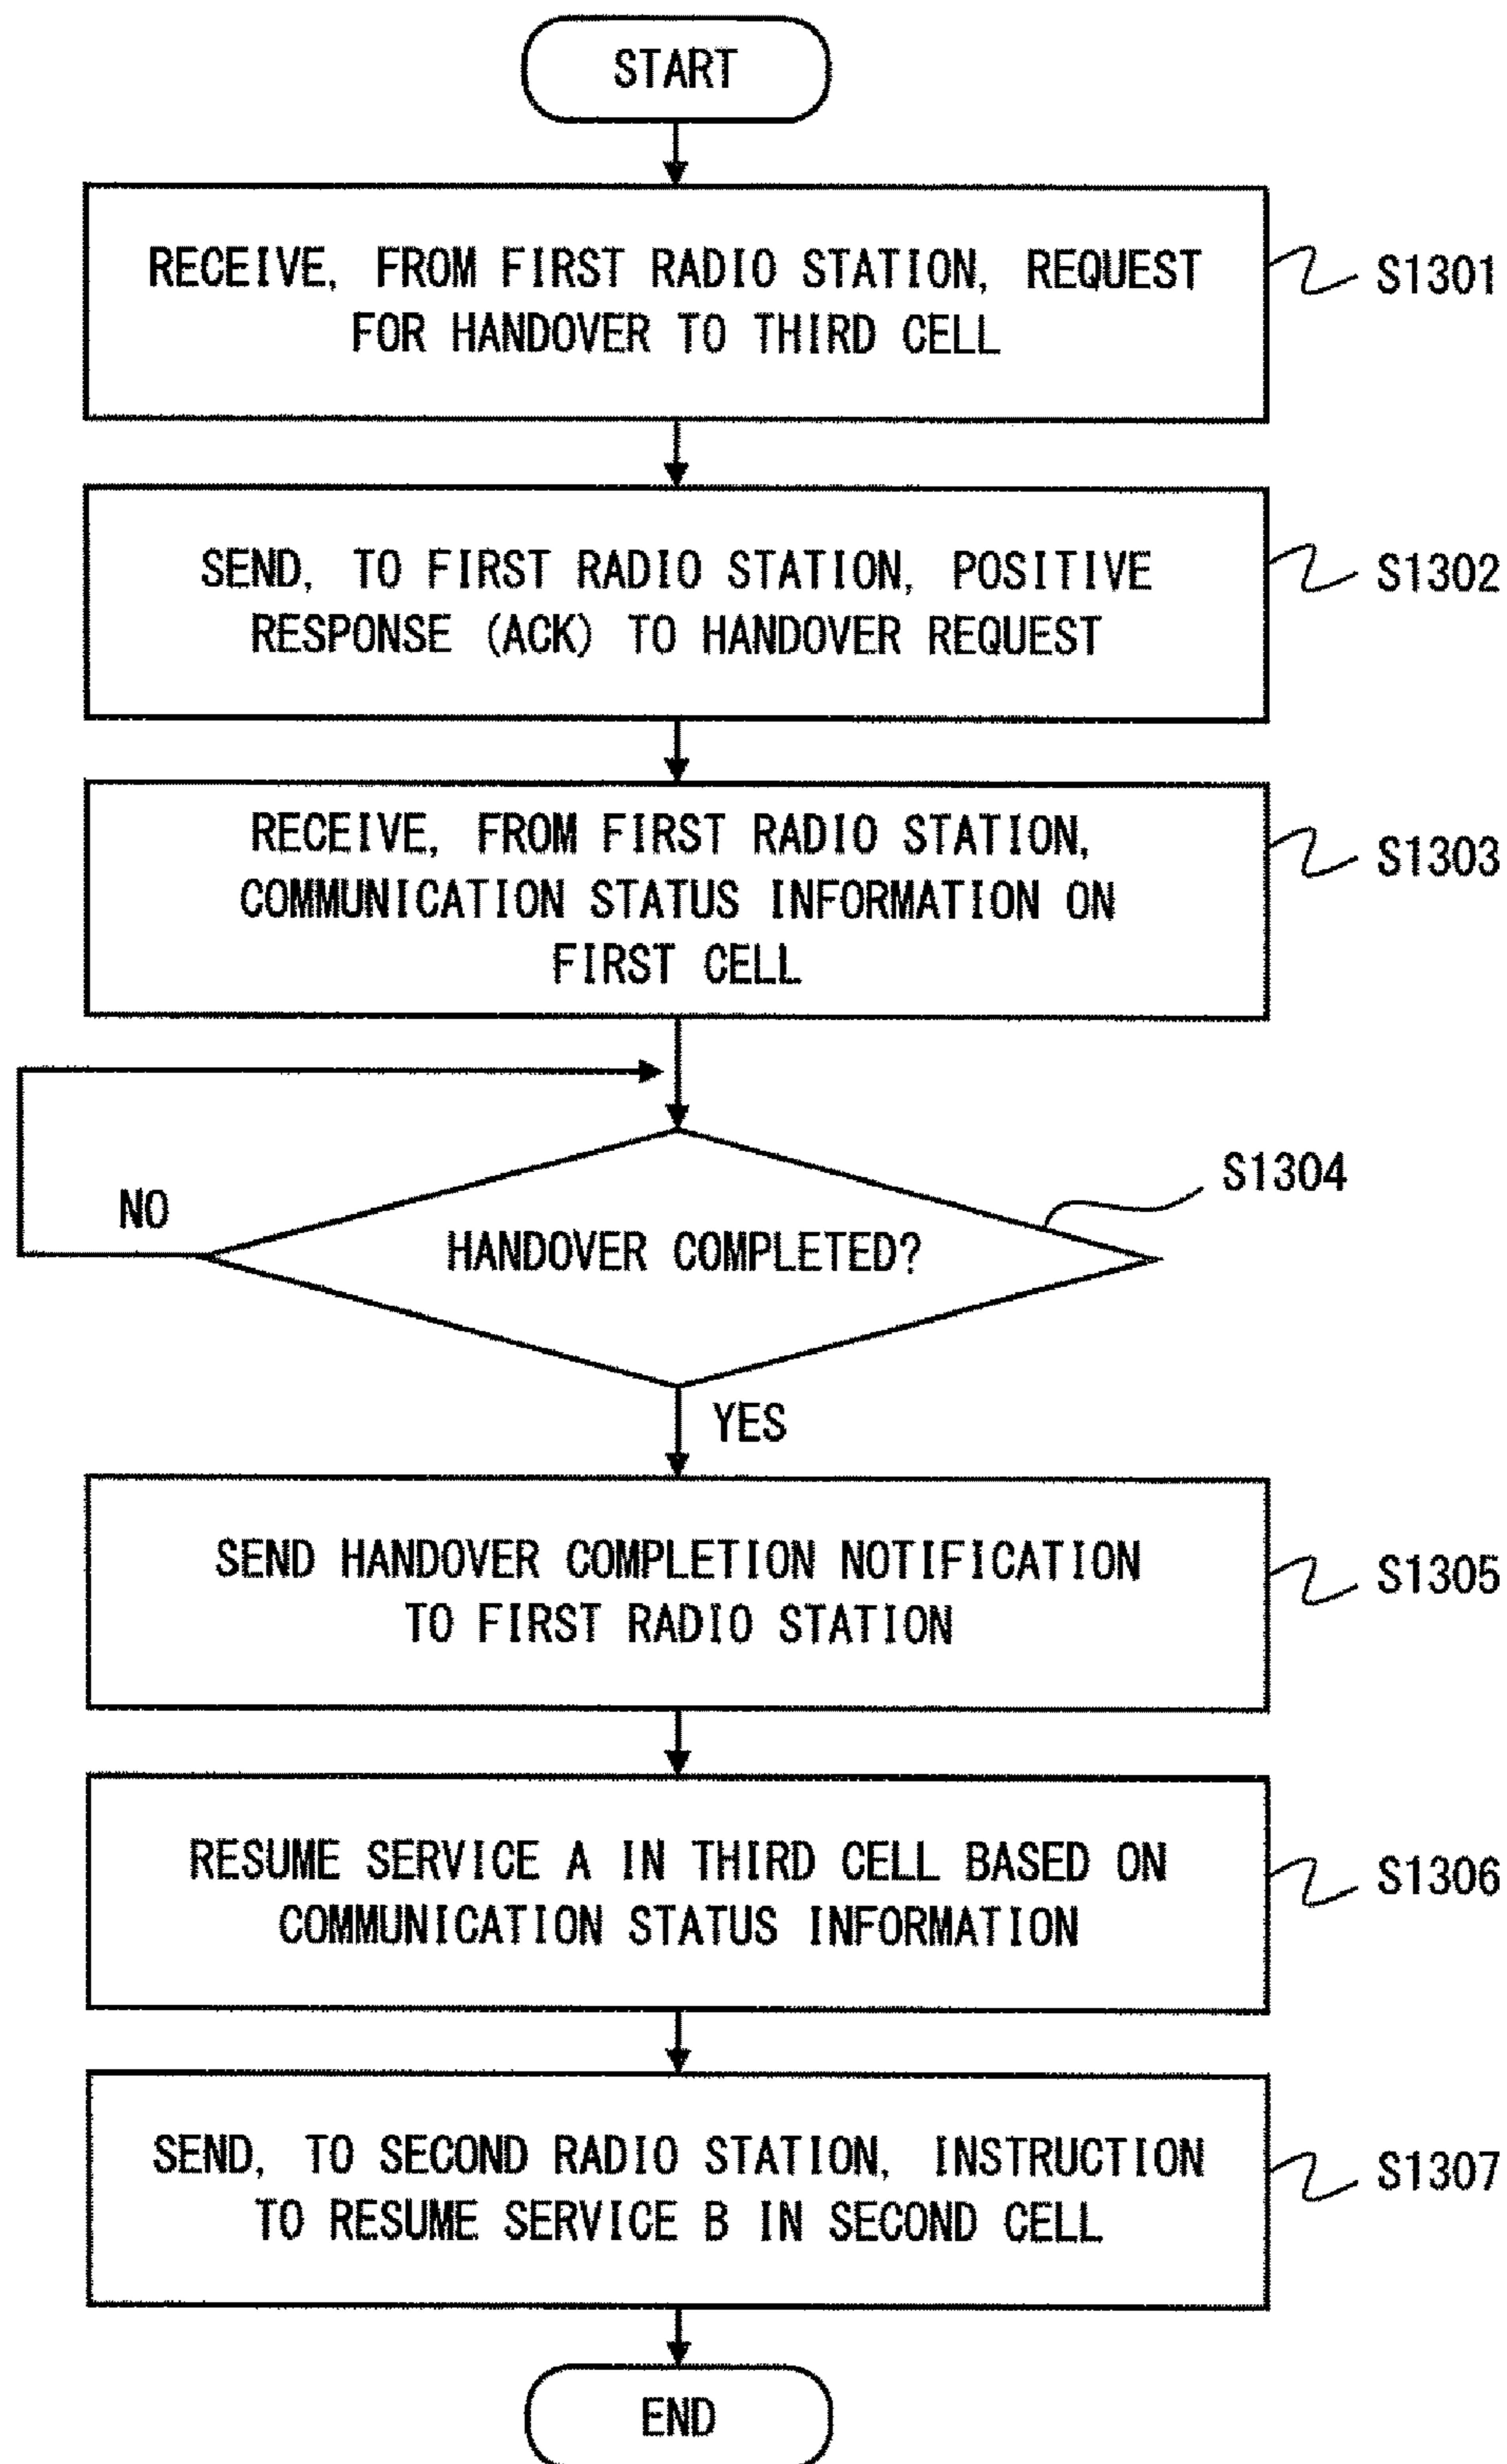 START
RECEIVE, FROM FIRST RADIO STATION, REQUEST
FOR HANDOVER TO THIRD CELL
S1301
SEND, TO FIRST RADIO STATION, POSITIVE
RESPONSE (ACK) TO HANDOVER REQUEST
S1302
RECEIVE, FROM FIRST RADIO STATION,
COMMUNICATION STATUS INFORMATION ON
FIRST CELL
S1303
S1304
NO
HANDOVER COMPLETED?
YES
SEND HANDOVER COMPLETION NOTIFICATION
TO FIRST RADIO STATION
S1305
RESUME SERVICE A IN THIRD CELL BASED ON
COMMUNICATION STATUS INFORMATION
S1306
SEND, TO SECOND RADIO STATION, INSTRUCTION
TO RESUME SERVICE B IN SECOND CELL
S1307
END